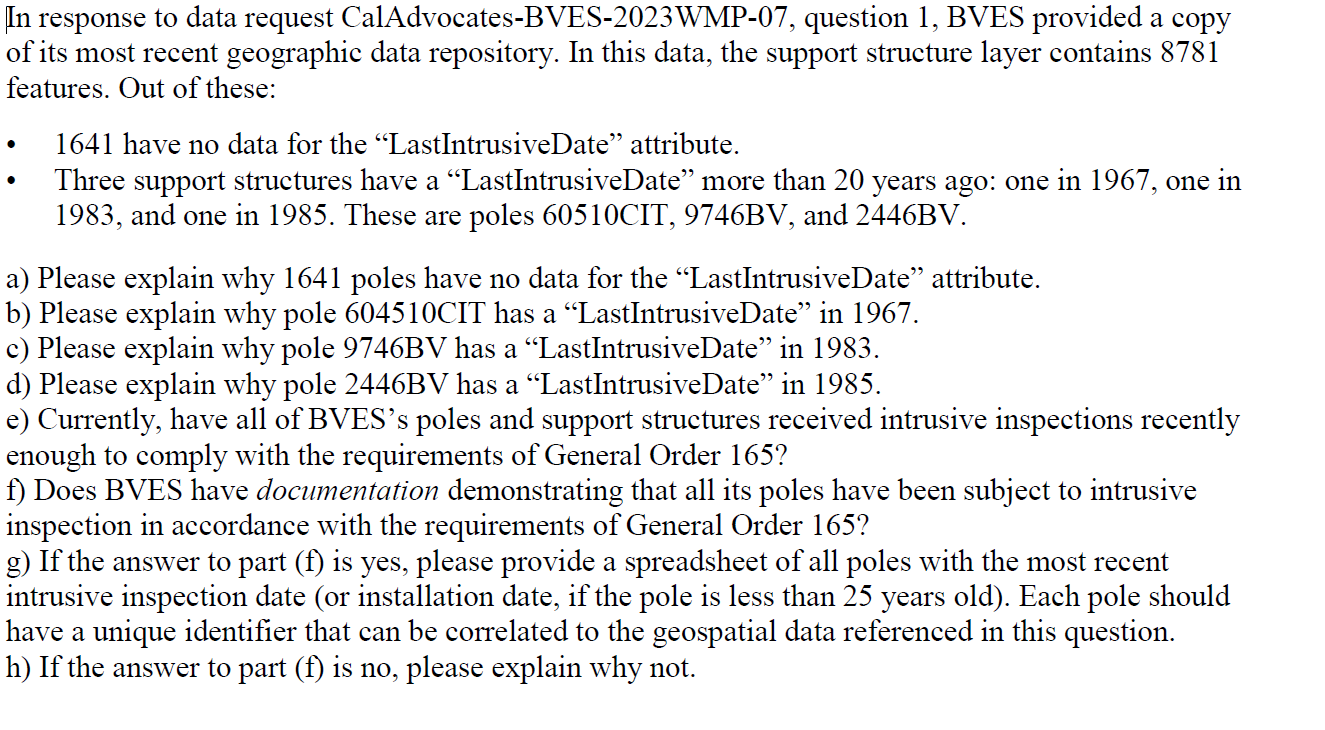 In response to data request CalAdvocates-BVES-2023WMP-07, question 1, BVES provided a copy
of its most recent geographic data repository. In this data, the support structure layer contains 8781
features. Out of these:
• 1641 have no data for the “LastIntrusiveDate” attribute.
• Three support structures have a “LastIntrusiveDate” more than 20 years ago: one in 1967, one in
1983, and one in 1985. These are poles 60510CIT, 9746BV, and 2446BV.
a) Please explain why 1641 poles have no data for the “LastIntrusiveDate” attribute.
b) Please explain why pole 604510CIT has a “LastIntrusiveDate” in 1967.
c) Please explain why pole 9746BV has a “LastIntrusiveDate” in 1983.
d) Please explain why pole 2446BV has a “LastIntrusiveDate” in 1985.
e) Currently, have all of BVES’s poles and support structures received intrusive inspections recently
enough to comply with the requirements of General Order 165?
f) Does BVES have documentation demonstrating that all its poles have been subject to intrusive
inspection in accordance with the requirements of General Order 165?
g) If the answer to part (f) is yes, please provide a spreadsheet of all poles with the most recent
intrusive inspection date (or installation date, if the pole is less than 25 years old). Each pole should
have a unique identifier that can be correlated to the geospatial data referenced in this question.
h) If the answer to part (f) is no, please explain why not.